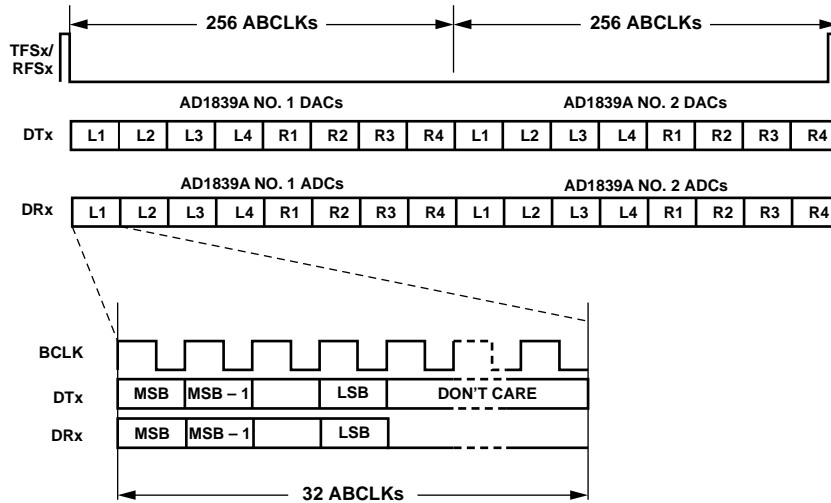 256 ABCLKs 256 ABCLKs
TFSx/
RFSx
AD1839A NO. 1 DACs AD1839A NO. 2 DACs
DTx L1 L2 L3 L4 R1 R2 R3 R4 L1 L2 L3 L4 R1 R2 R3 R4
AD1839A NO. 1 ADCs AD1839A NO. 2 ADCs
DRx L1 L2 L3 L4 R1 R2 R3 R4 L1 L2 L3 L4 R1 R2 R3 R4
BCLK
DTx MSB MSB – 1 LSB DON'T CARE
DRx MSB MSB – 1 LSB
32 ABCLKs